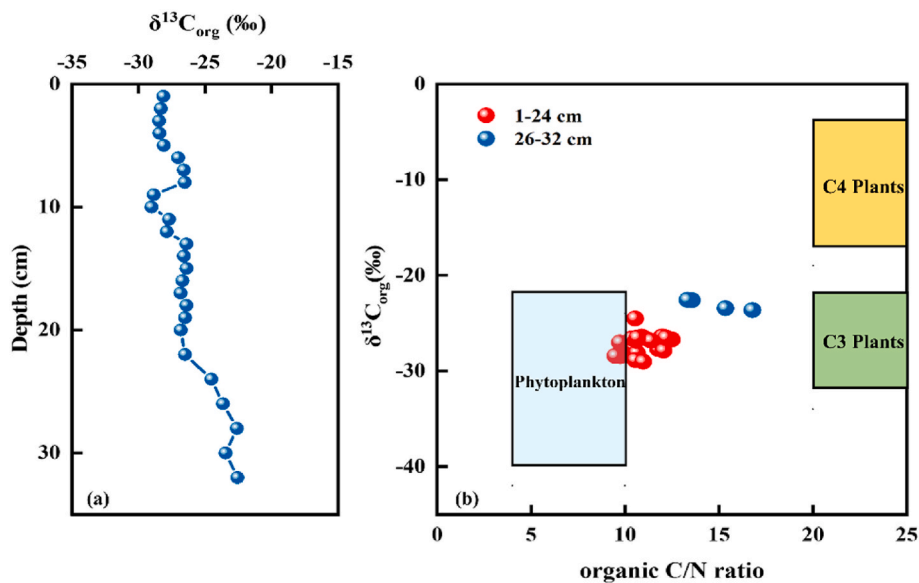 δ¹³Corg (‰)
-35 -30 -25 -20 -15
0
10
20
30
Depth (cm)
(a)
0
-10
-20
-30
-40
δ¹³Corg(‰)
1-24 cm
26-32 cm
C4 Plants
C3 Plants
Phytoplankton
(b)
0 5 10 15 20 25
organic C/N ratio